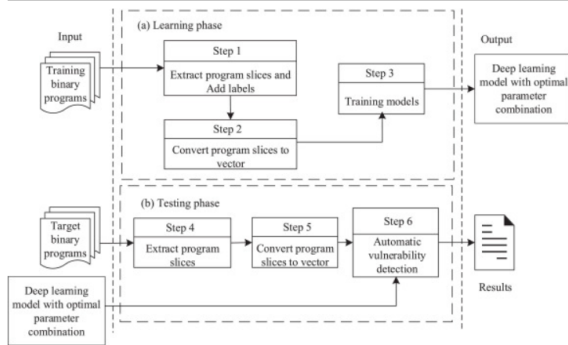 Input
(a) Learning phase
Output
Training
binary
programs
Step 1
Extract program slices and
Add labels
Step 2
Convert program slices to
vector
Step 3
Training models
Deep learning
model with optimal
parameter
combination
(b) Testing phase
Target
binary
programs
Step 4
Extract program
slices
Step 5
Convert program
slices to vector
Step 6
Automatic
vulnerability
detection
Results
Deep learning
model with optimal
parameter
combination